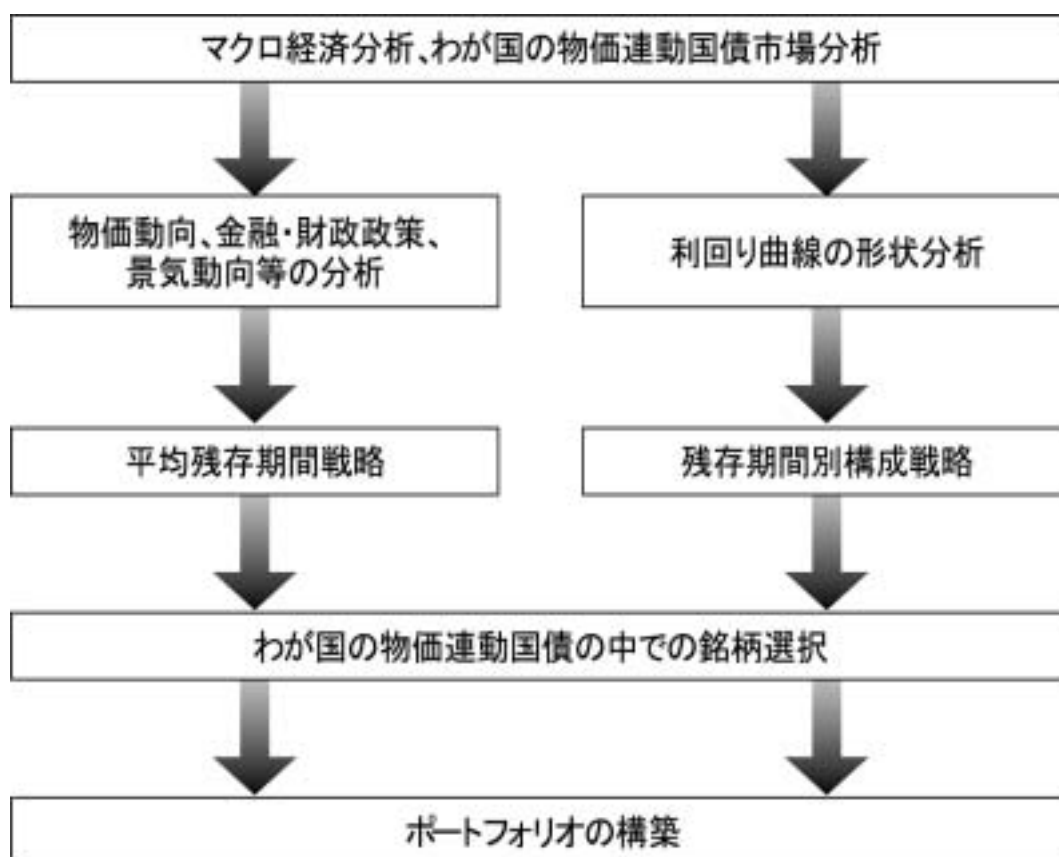 マクロ経済分析、わが国の物価連動国債市場分析
物価動向、金融・財政政策、
景気動向等の分析
利回り曲線の形状分析
平均残存期間戦略
残存期間別構成戦略
わが国の物価連動国債の中での銘柄選択
ポートフォリオの構築